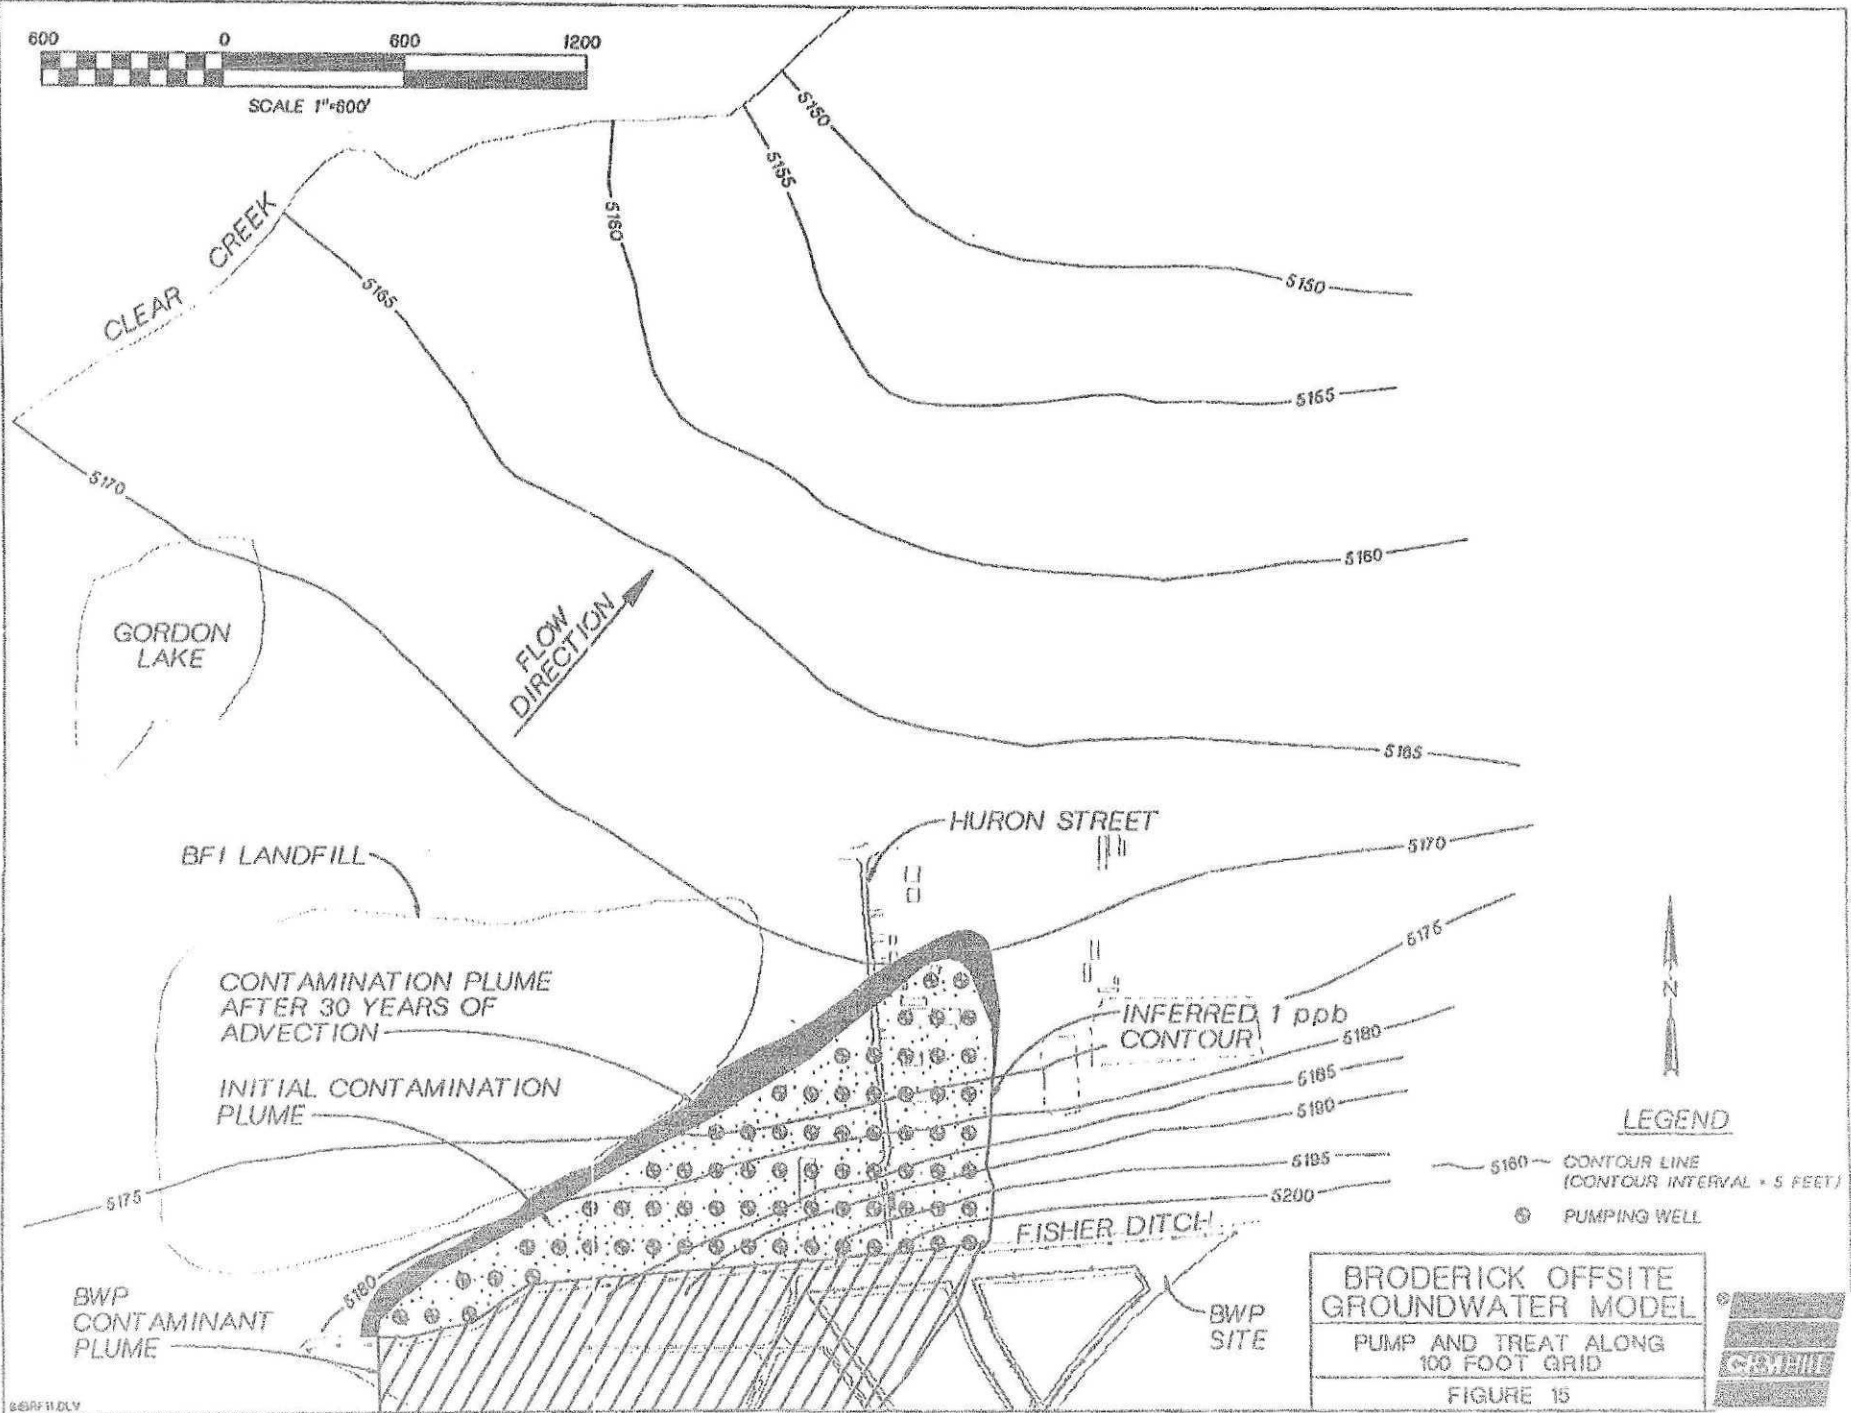 600 0 600 1200
SCALE 1"=600'
CLEAR CREEK
5150
5155
5160
5165
5150
5165
5170
5160
GORDON
LAKE
FLOW
DIRECTION
5165
HURON STREET
BFI LANDFILL
5170
5175
CONTAMINATION PLUME
AFTER 30 YEARS OF
ADVECTION
INFERRED 1 ppb
CONTOUR
N
5180
INITIAL CONTAMINATION
PLUME
5185
5190
LEGEND
5175
5195
5160 CONTOUR LINE
(CONTOUR INTERVAL = 5 FEET)
5200
PUMPING WELL
FISHER DITCH
5180
BWP
CONTAMINANT
PLUME
BWP
SITE
BRODERICK OFFSITE
GROUNDWATER MODEL
PUMP AND TREAT ALONG
100 FOOT GRID
FIGURE 15
CH2M HILL